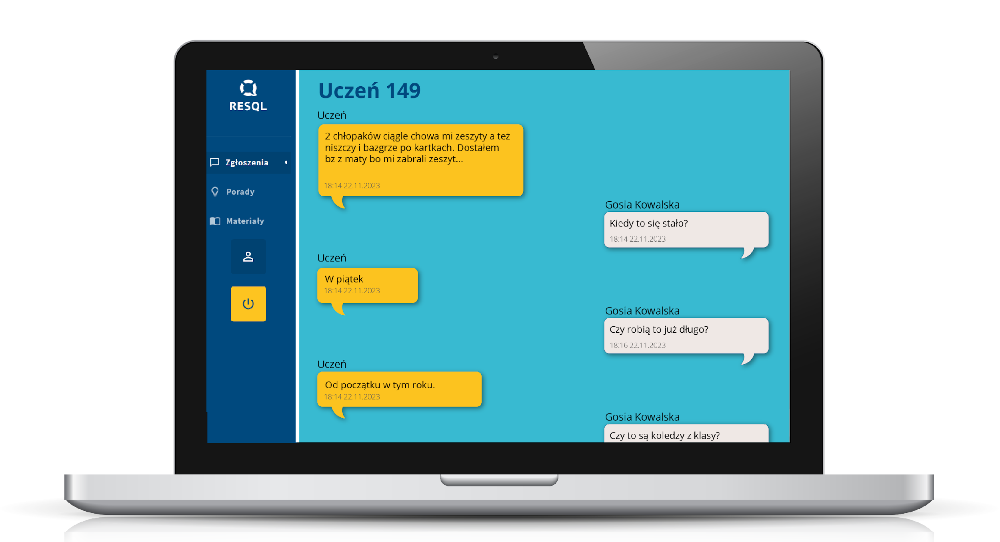 RESQL
Zgłoszenia
Porady
Materiały
Uczeń 149
Uczeń
2 chłopaków ciągle chowa mi zeszyty a też
niszczy i bazgrze po kartkach. Dostałem
bz z maty bo mi zabrali zeszyt...
18:14 22.11.2023
Gosia Kowalska
Kiedy to się stało?
18:14 22.11.2023
Uczeń
W piątek
18:14 22.11.2023
Gosia Kowalska
Czy robią to już długo?
18:16 22.11.2023
Uczeń
Od początku w tym roku.
18:14 22.11.2023
Gosia Kowalska
Czy to są koledzy z klasy?